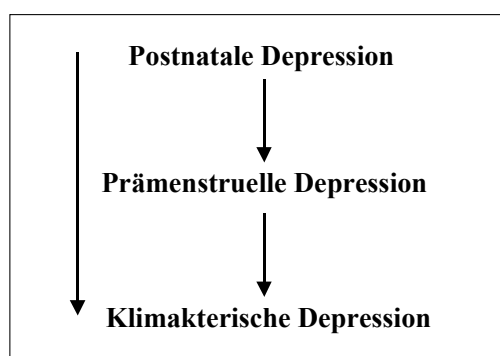 Postnatale Depression
Prämenstruelle Depression
Klimakterische Depression